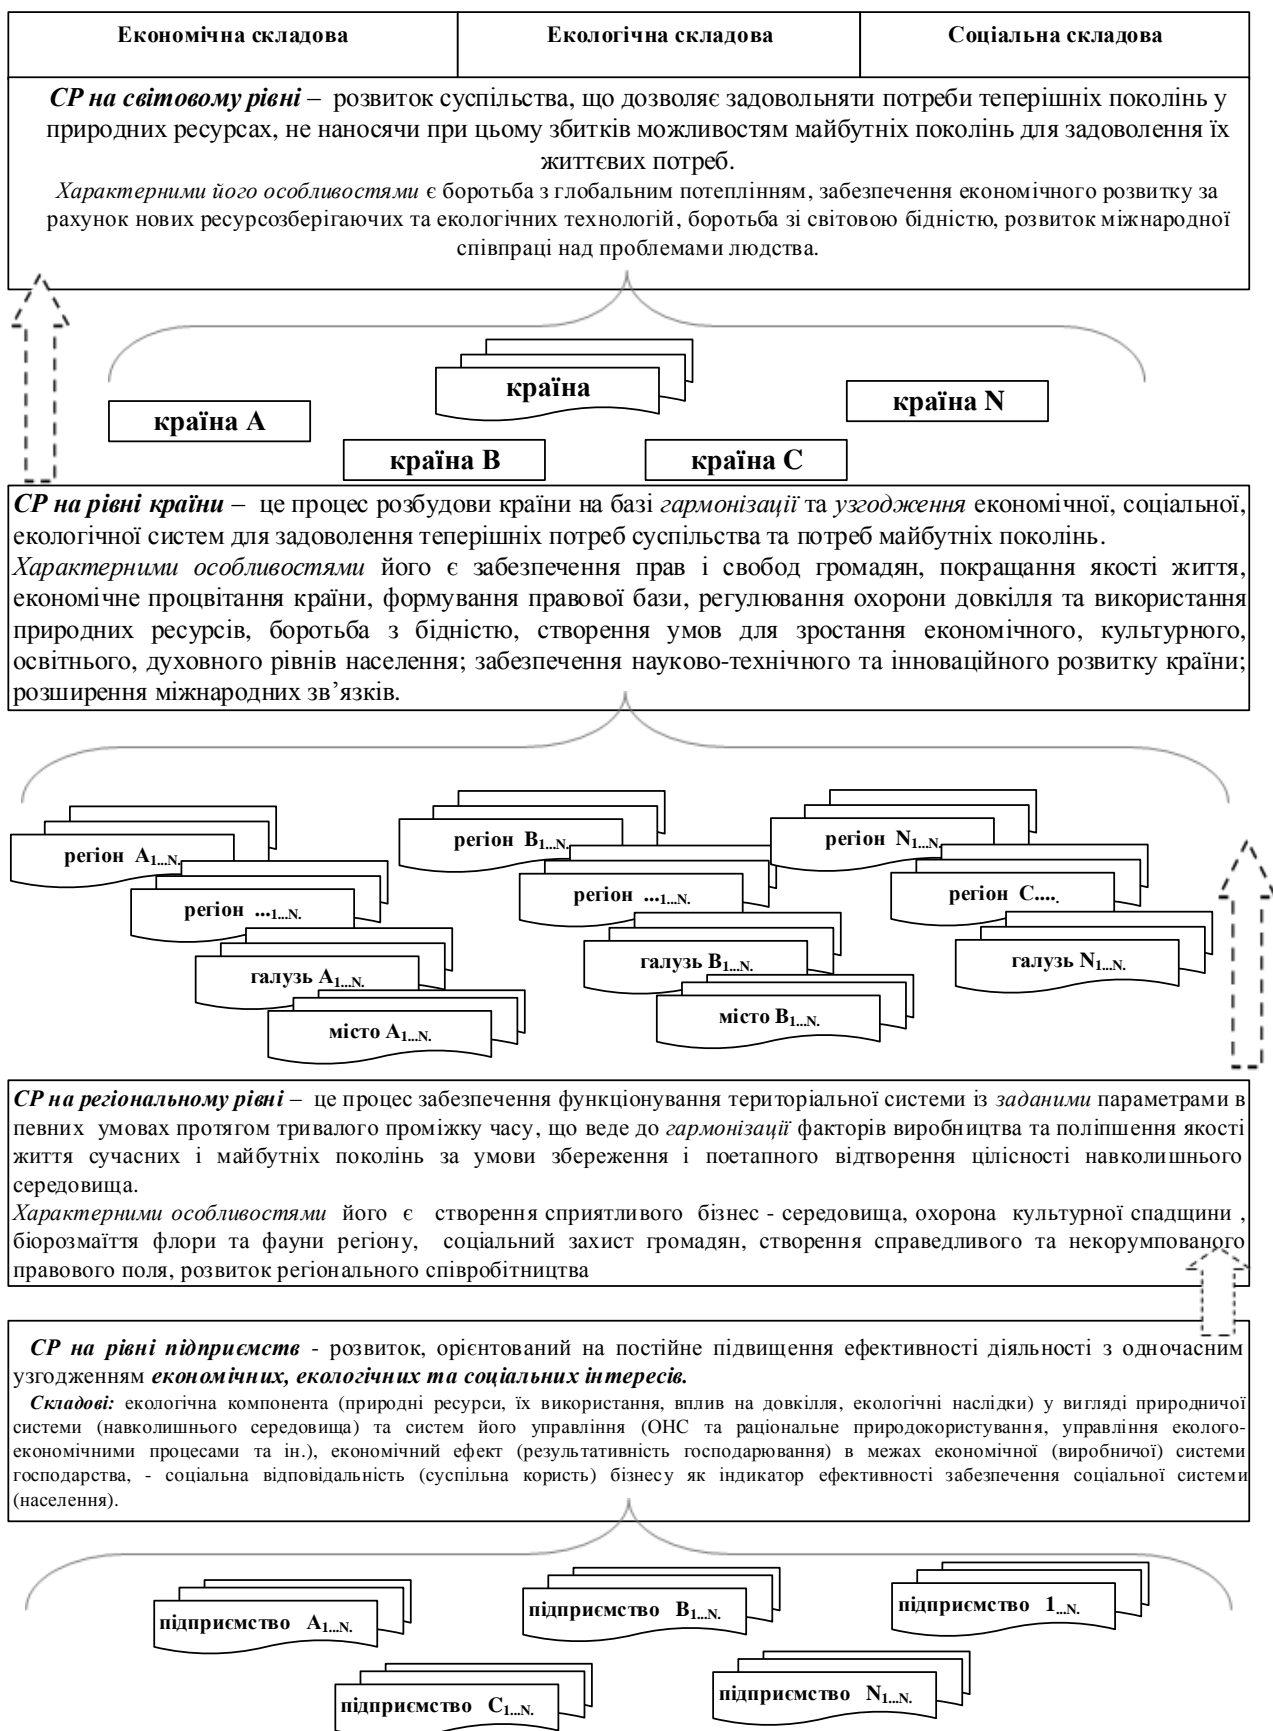 Економічна складова
Екологічна складова
Соціальна складова
СР на світовому рівні – розвиток суспільства, що дозволяє задовольняти потреби теперішніх поколінь у
природних ресурсах, не наносячи при цьому збитків можливостям майбутніх поколінь для задоволення їх
життєвих потреб.
Характерними його особливостями є боротьба з глобальним потеплінням, забезпечення економічного розвитку за
рахунок нових ресурсозберігаючих та екологічних технологій, боротьба зі світовою бідністю, розвиток міжнародної
співпраці над проблемами людства.
країна
країна N
країна A
країна B
країна C
СР на рівні країни – це процес розбудови країни на базі гармонізації та узгодження економічної, соціальної,
екологічної систем для задоволення теперішніх потреб суспільства та потреб майбутніх поколінь.
Характерними особливостями його є забезпечення прав і свобод громадян, покращання якості життя,
економічне процвітання країни, формування правової бази, регулювання охорони довкілля та використання
природних ресурсів, боротьба з бідністю, створення умов для зростання економічного, культурного,
освітнього, духовного рівнів населення; забезпечення науково-технічного та інноваційного розвитку країни;
розширення міжнародних зв’язків.
регіон A1...N.
регіон B1...N.
регіон N1...N.
регіон ...1...N.
регіон ...1...N.
регіон C.....
галузь A1...N.
галузь B1...N.
галузь N1...N.
місто A1...N.
місто B1...N.
СР на регіональному рівні – це процес забезпечення функціонування територіальної системи із заданими параметрами в
певних умовах протягом тривалого проміжку часу, що веде до гармонізації факторів виробництва та поліпшення якості
життя сучасних і майбутніх поколінь за умови збереження і поетапного відтворення цілісності навколишнього
середовища.
Характерними особливостями його є створення сприятливого бізнес - середовища, охорона культурної спадщини ,
біорозмаїття флори та фауни регіону, соціальний захист громадян, створення справедливого та некорумпованого
правового поля, розвиток регіонального співробітництва
СР на рівні підприємств - розвиток, орієнтований на постійне підвищення ефективності діяльності з одночасним
узгодженням економічних, екологічних та соціальних інтересів.
Складові: екологічна компонента (природні ресурси, їх використання, вплив на довкілля, екологічні наслідки) у вигляді природничої
системи (навколишнього середовища) та систем його управління (ОНС та раціональне природокористування, управління еколого-
економічними процесами та ін.), економічний ефект (результативність господарювання) в межах економічної (виробничої) системи
господарства, - соціальна відповідальність (суспільна користь) бізнесу як індикатор ефективності забезпечення соціальної системи
(населення).
підприємство A1...N.
підприємство B1...N.
підприємство 1...N.
підприємство C1...N.
підприємство N1...N.